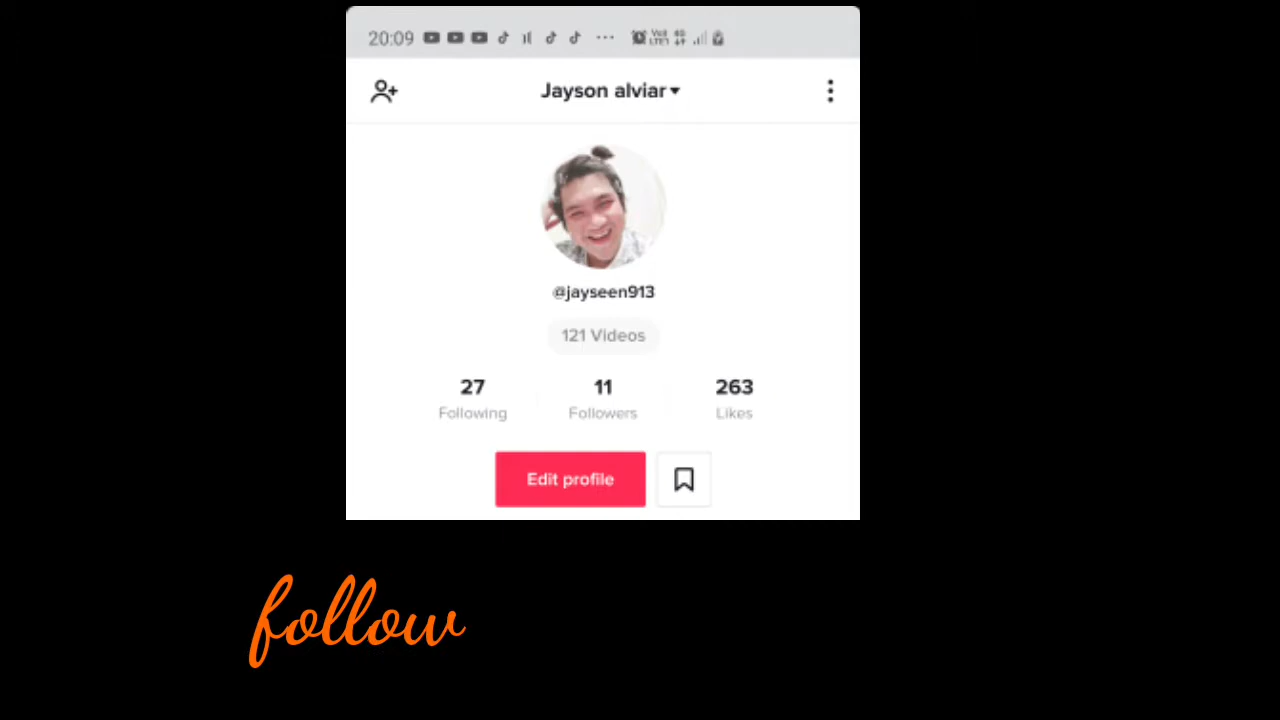 20:09
Jayson alviar
@jayseen913
121 Videos
27 11 263
Following Followers Likes
Edit profile
follow